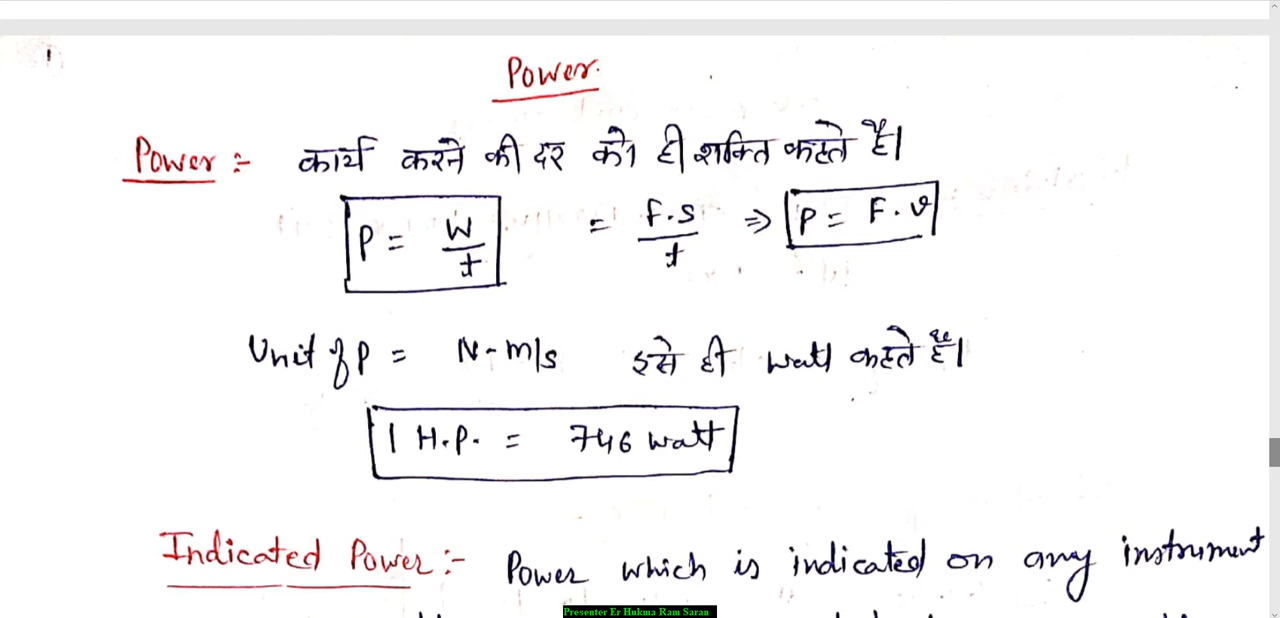 1
Power.
Power :- कार्य करने की दर को ही शक्ति कहते है।
P = W/t = F.S/t ⇒ P = F.v
Unit of P = N-m/s इसे ही watt कहते है।
1 H.P. = 746 watt
Indicated Power :- Power which is indicated on any instrument
Presenter Er Hukma Ram Saran